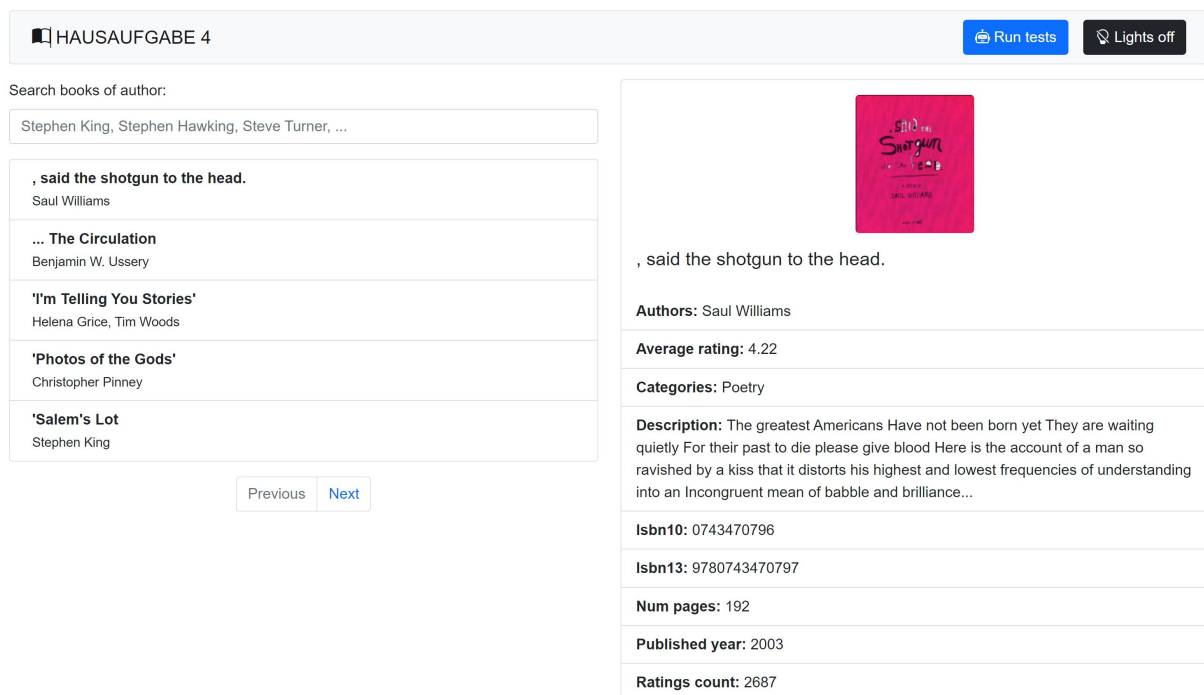 HAUSAUFGABE 4
Run tests
Lights off
Search books of author:
Stephen King, Stephen Hawking, Steve Turner, ...
, said the shotgun to the head.
Saul Williams
... The Circulation
Benjamin W. Ussery
'I'm Telling You Stories'
Helena Grice, Tim Woods
'Photos of the Gods'
Christopher Pinney
'Salem's Lot
Stephen King
Previous
Next
, SAID THE
SHOTGUN
SAUL WILLIAMS
, said the shotgun to the head.
Authors: Saul Williams
Average rating: 4.22
Categories: Poetry
Description: The greatest Americans Have not been born yet They are waiting
quietly For their past to die please give blood Here is the account of a man so
ravished by a kiss that it distorts his highest and lowest frequencies of understanding
into an Incongruent mean of babble and brilliance...
Isbn10: 0743470796
Isbn13: 9780743470797
Num pages: 192
Published year: 2003
Ratings count: 2687